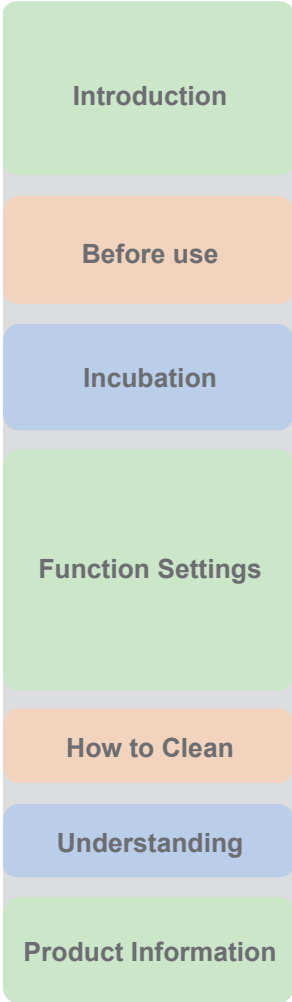 Introduction
Before use
Incubation
Function Settings
How to Clean
Understanding
Product Information